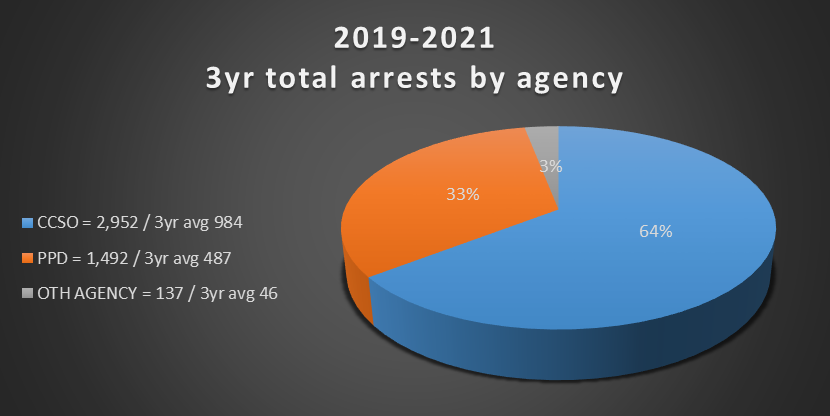 2019-2021
3yr total arrests by agency
3%
33%
CCSO = 2,952 / 3yr avg 984
64%
PPD = 1,492 / 3yr avg 487
OTH AGENCY = 137 / 3yr avg 46